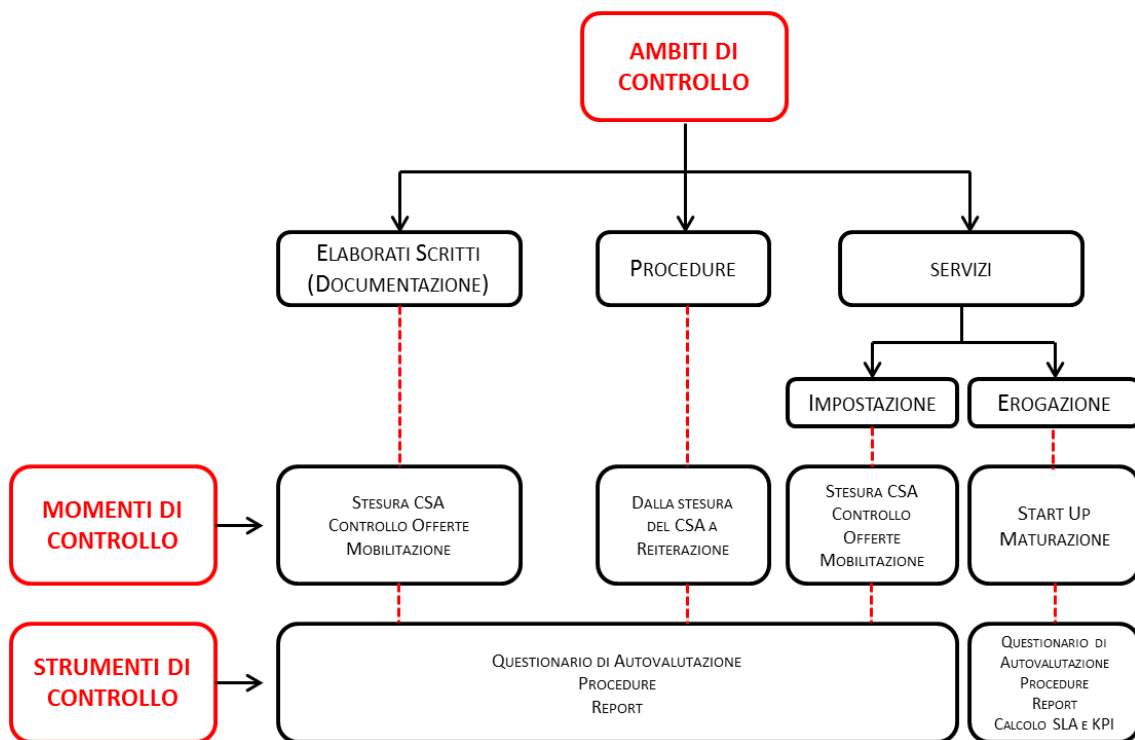 AMBITI DI
CONTROLLO
ELABORATI SCRITTI
(DOCUMENTAZIONE)
PROCEDURE
SERVIZI
IMPOSTAZIONE
EROGAZIONE
MOMENTI DI
CONTROLLO
STESURA CSA
CONTROLLO OFFERTE
MOBILITAZIONE
DALLA STESURA
DEL CSA A
REITERAZIONE
STESURA CSA
CONTROLLO
OFFERTE
MOBILITAZIONE
START UP
MATURAZIONE
STRUMENTI DI
CONTROLLO
QUESTIONARIO DI AUTOVALUTAZIONE
PROCEDURE
REPORT
QUESTIONARIO DI
AUTOVALUTAZIONE
PROCEDURE
REPORT
CALCOLO SLA E KPI